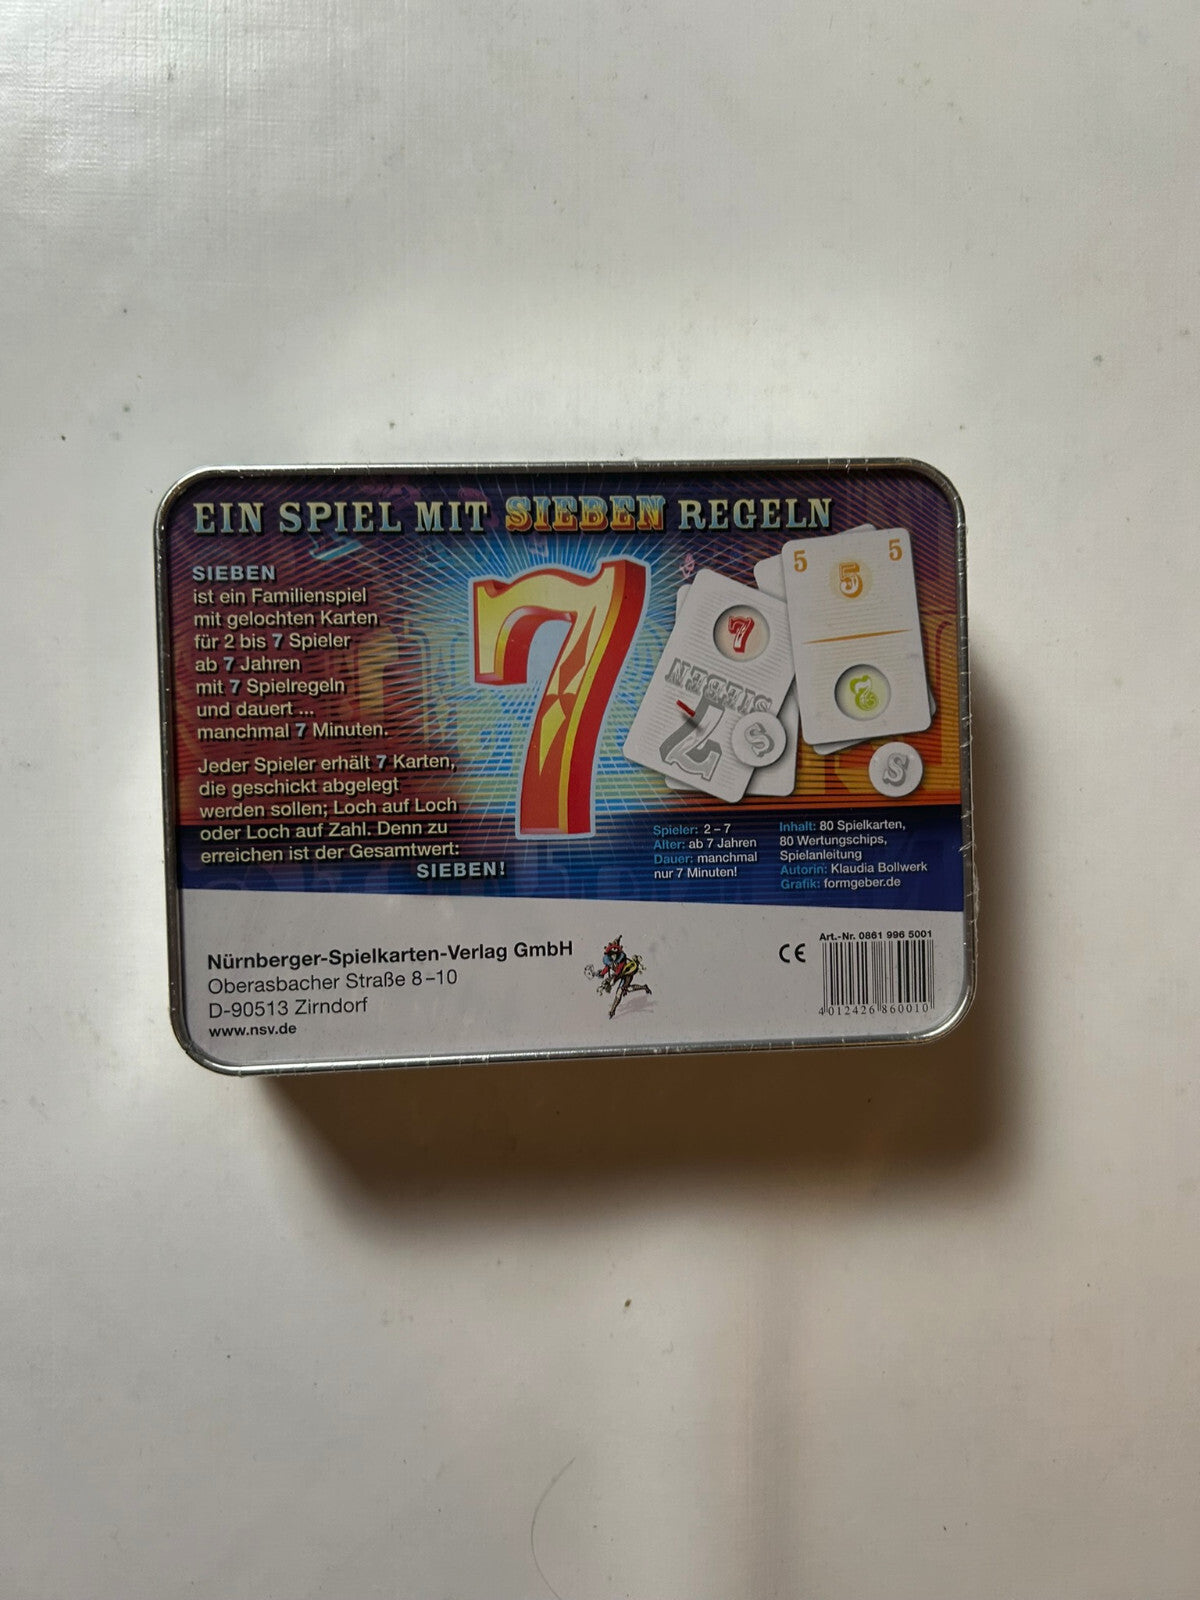 EIN SPIEL MIT SIEBEN REGELN
SIEBEN
ist ein Familienspiel
mit gelochten Karten
für 2 bis 7 Spieler
ab 7 Jahren
mit 7 Spielregeln
und dauert ...
manchmal 7 Minuten.
Jeder Spieler erhält 7 Karten,
die geschickt abgelegt
werden sollen; Loch auf Loch
oder Loch auf Zahl. Denn zu
erreichen ist der Gesamtwert:
SIEBEN!
7
7
SIEBEN
7
S
5 5
5
S
Spieler: 2 – 7
Alter: ab 7 Jahren
Dauer: manchmal
nur 7 Minuten!
Inhalt: 80 Spielkarten,
80 Wertungschips,
Spielanleitung
Autorin: Klaudia Bollwerk
Grafik: formgeber.de
Nürnberger-Spielkarten-Verlag GmbH
Oberasbacher Straße 8–10
D-90513 Zirndorf
www.nsv.de
CE
Art.-Nr. 0861 996 5001
4 012426 860010